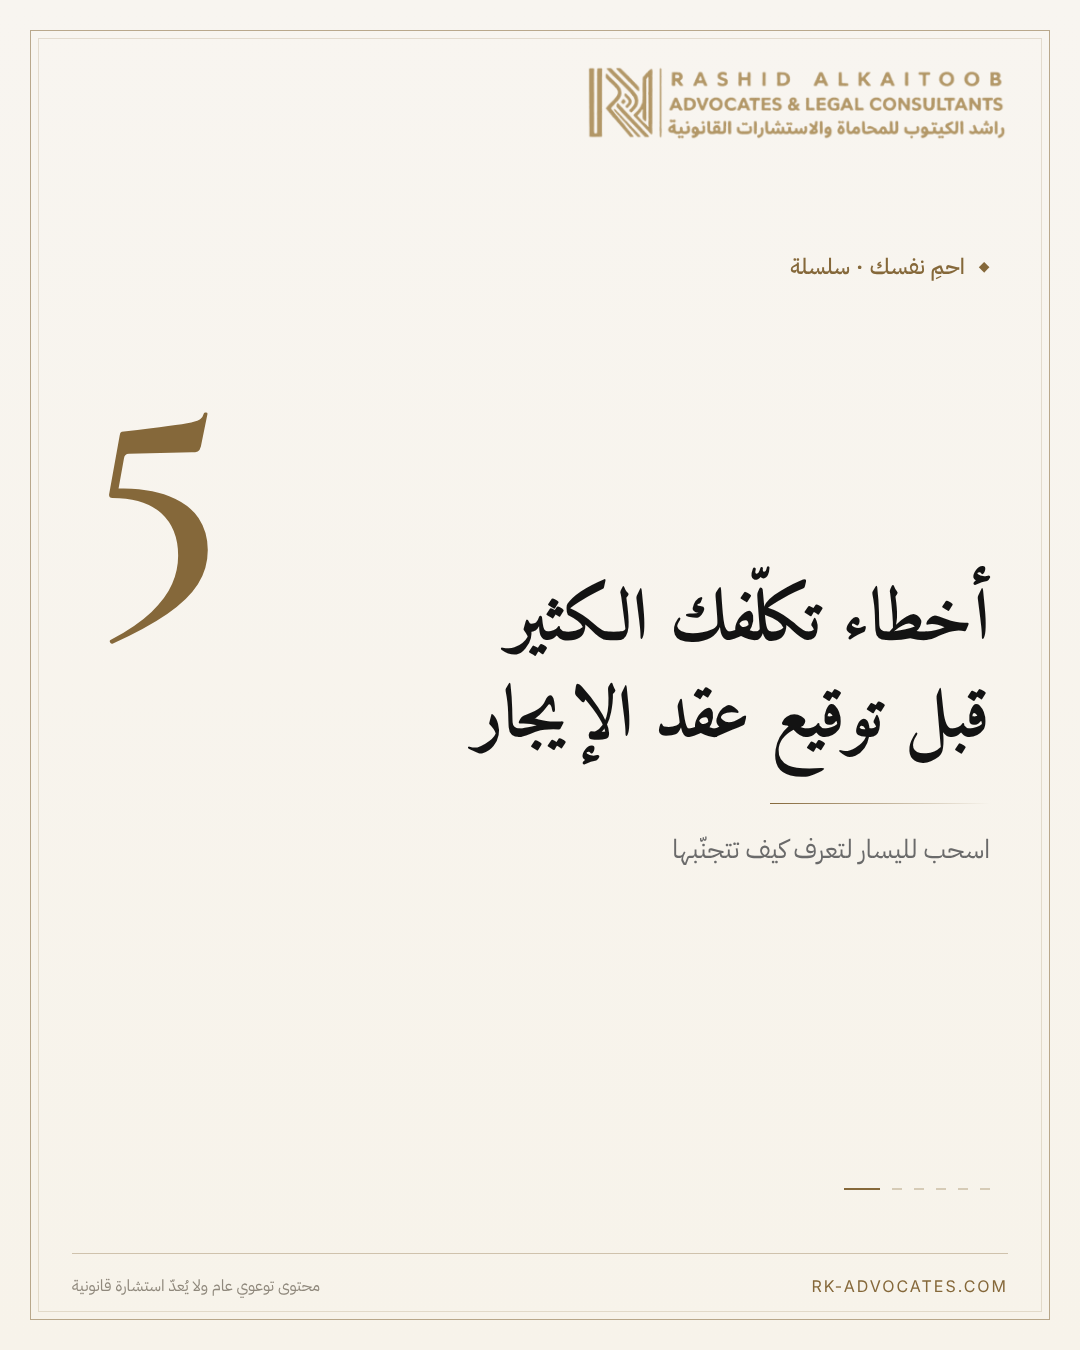 RASHID ALKAITOOB
ADVOCATES & LEGAL CONSULTANTS
راشد الكيتوب للمحاماة والاستشارات القانونية
احمِ نفسك · سلسلة
5
أخطاء تكلّفك الكثير
قبل توقيع عقد الإيجار
اسحب لليسار لتعرف كيف تتجنّبها
RK-ADVOCATES.COM
محتوى توعوي عام ولا يُعدّ استشارة قانونية